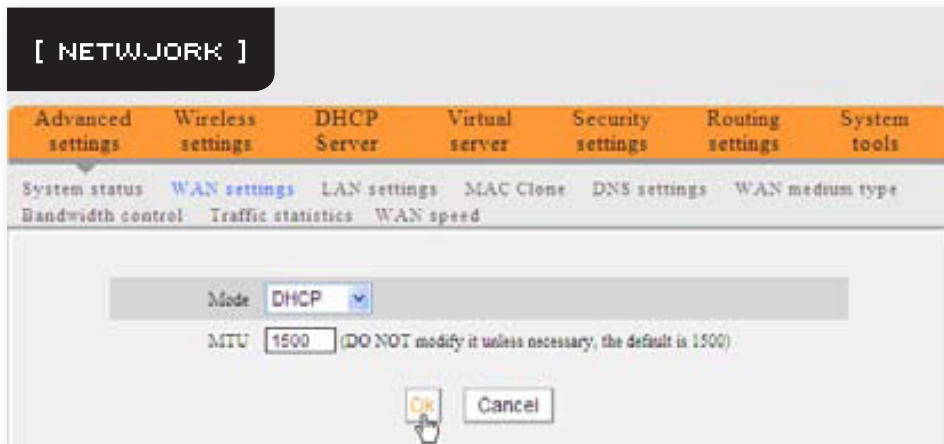 [ NETWJORK ]
Advanced settings Wireless settings DHCP Server Virtual server Security settings Routing settings System tools
System status WAN settings LAN settings MAC Clone DNS settings WAN medium type
Bandwidth control Traffic statistics WAN speed
Mode DHCP
MTU 1500 (DO NOT modify it unless necessary, the default is 1500)
Ok Cancel